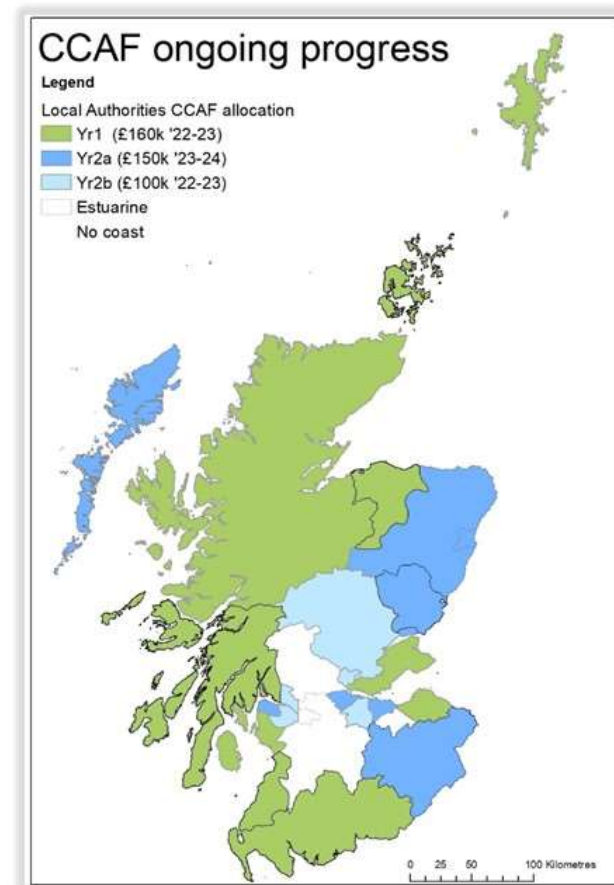 CCAF ongoing progress
Legend
Local Authorities CCAF allocation
Yr1 (£160k '22-23)
Yr2a (£150k '23-24)
Yr2b (£100k '22-23)
Estuarine
No coast
0 25 50 100 Kilometres